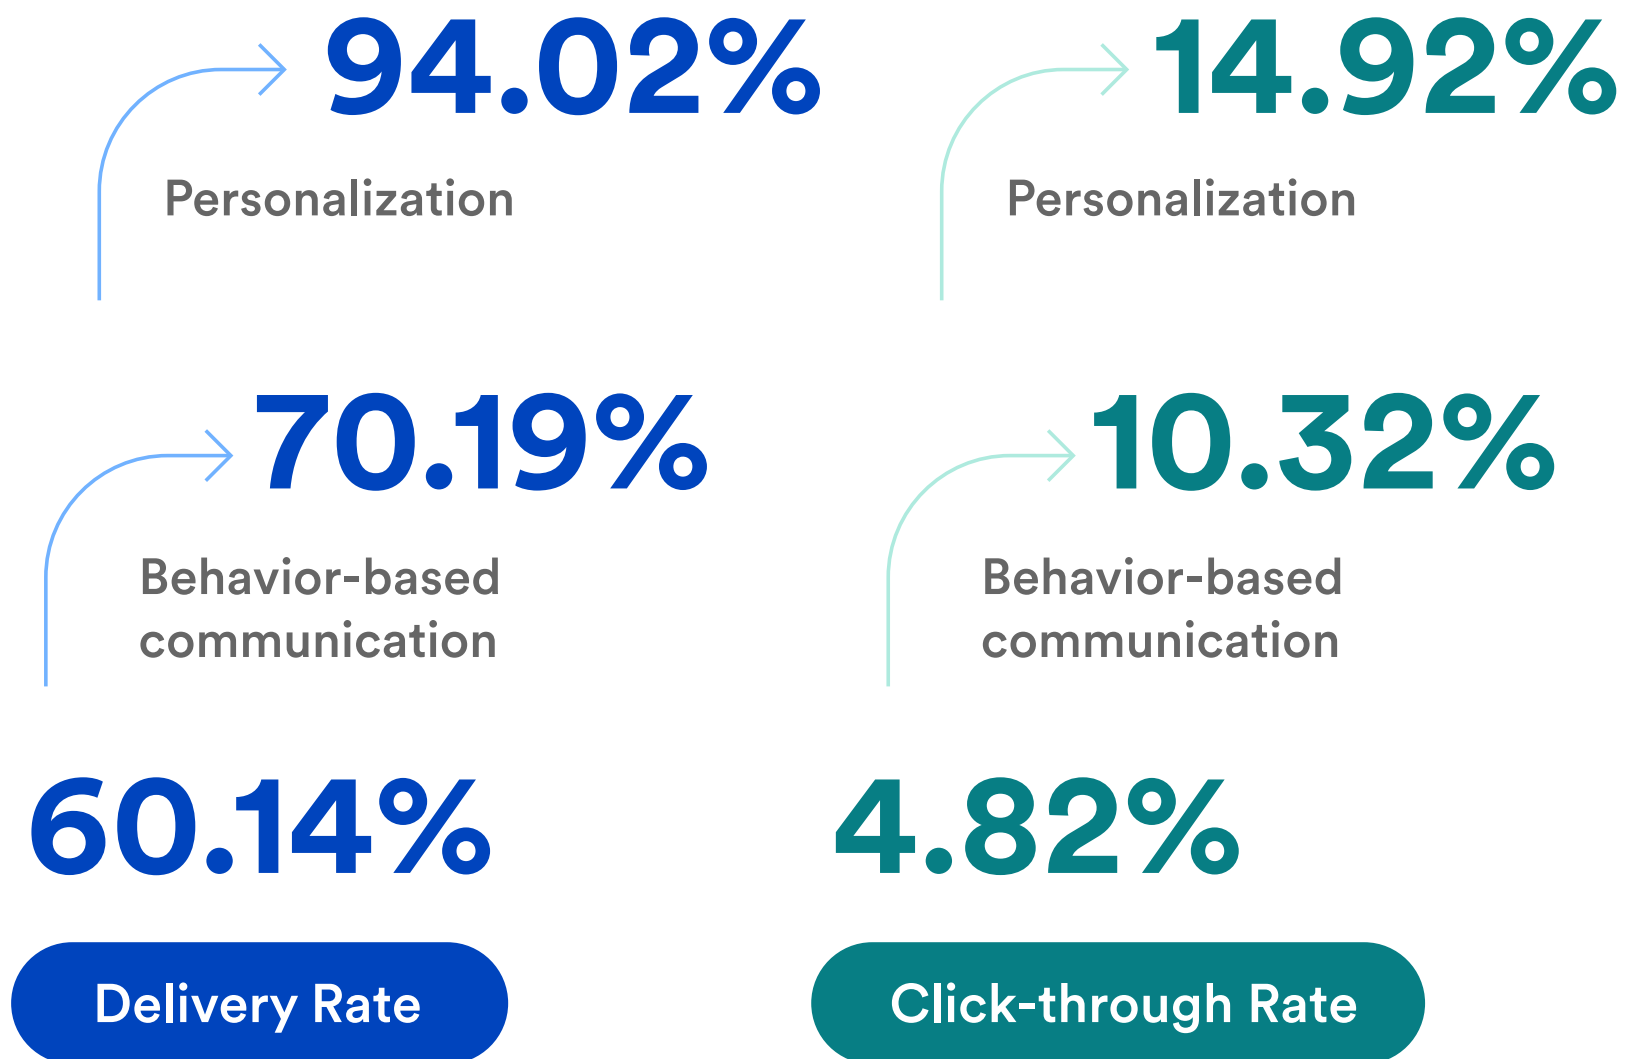 94.02%
Personalization
70.19%
Behavior-based
communication
60.14%
Delivery Rate
14.92%
Personalization
10.32%
Behavior-based
communication
4.82%
Click-through Rate